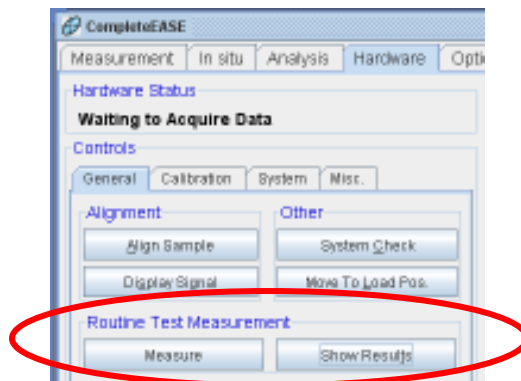 CompleteEASE
Measurement In situ Analysis Hardware
Hardware Status
Waiting to Acquire Data
Controls
General Calibration System Misc.
Alignment Other
Align Sample System Check
Display Signal Move To Load Pos.
Routine Test Measurement
Measure Show Results